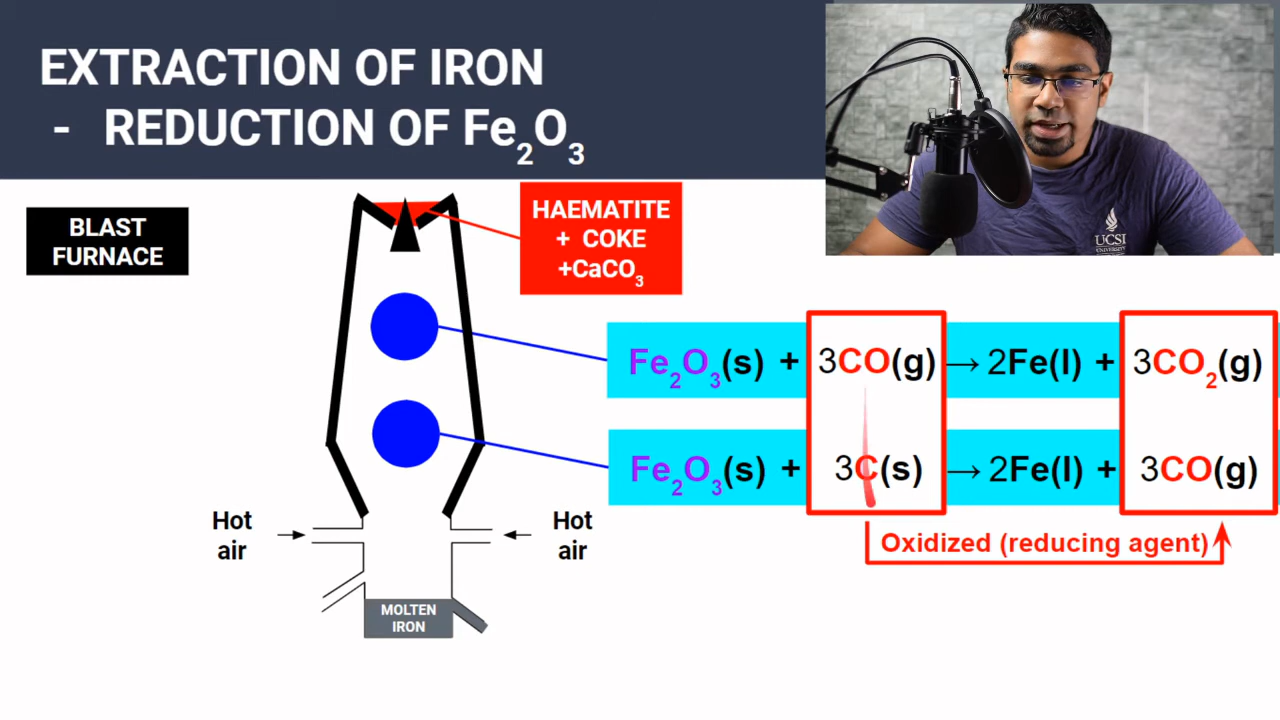 EXTRACTION OF IRON
- REDUCTION OF Fe₂O₃
BLAST
FURNACE
HAEMATITE
+ COKE
+CaCO₃
UCSI
UNIVERSITY
Fe₂O₃(s) + 3CO(g) → 2Fe(l) + 3CO₂(g)
Fe₂O₃(s) + 3C(s) → 2Fe(l) + 3CO(g)
Oxidized (reducing agent)
Hot
air
Hot
air
MOLTEN
IRON